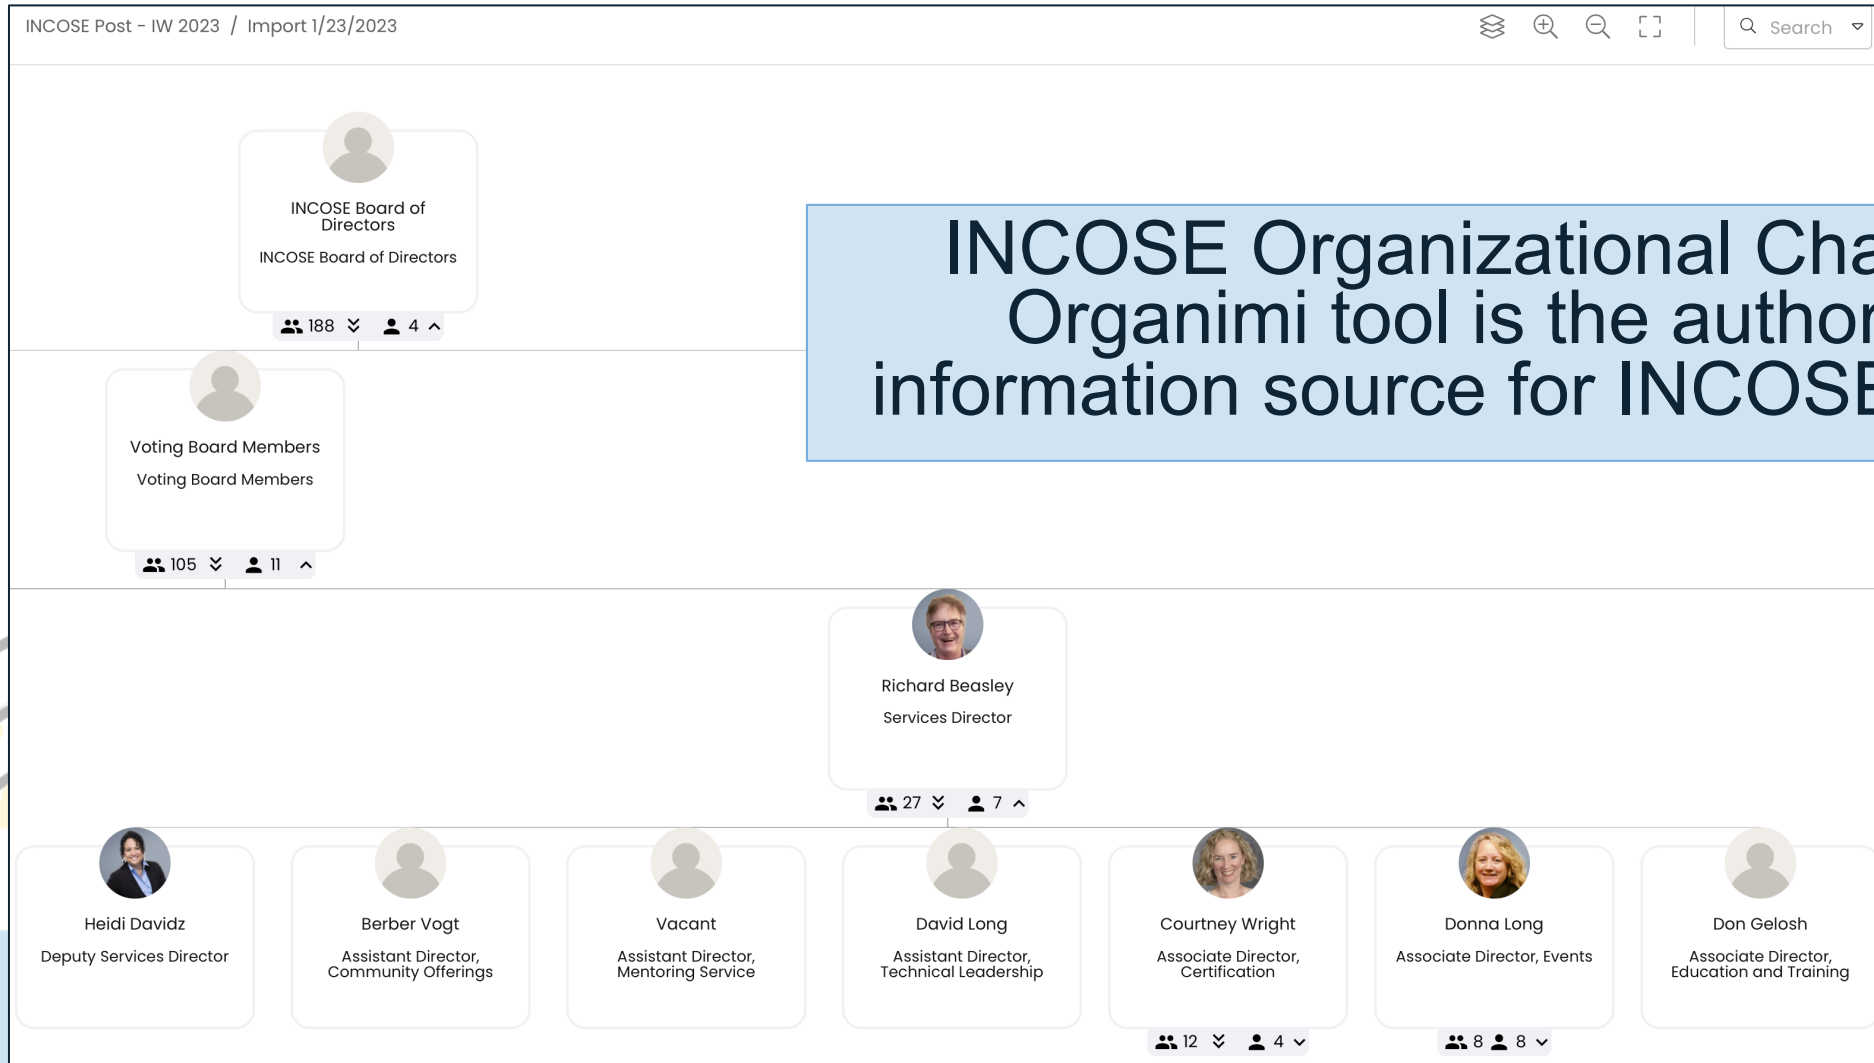 INCOSE Post - IW 2023 / Import 1/23/2023
Search
INCOSE Board of
Directors
INCOSE Board of Directors
188 4
INCOSE Organizational Cha
Organimi tool is the author
information source for INCOSE
Voting Board Members
Voting Board Members
105 11
Richard Beasley
Services Director
27 7
Heidi Davidz
Deputy Services Director
Berber Vogt
Assistant Director,
Community Offerings
Vacant
Assistant Director,
Mentoring Service
David Long
Assistant Director,
Technical Leadership
Courtney Wright
Associate Director,
Certification
12 4
Donna Long
Associate Director, Events
8 8
Don Gelosh
Associate Director,
Education and Training